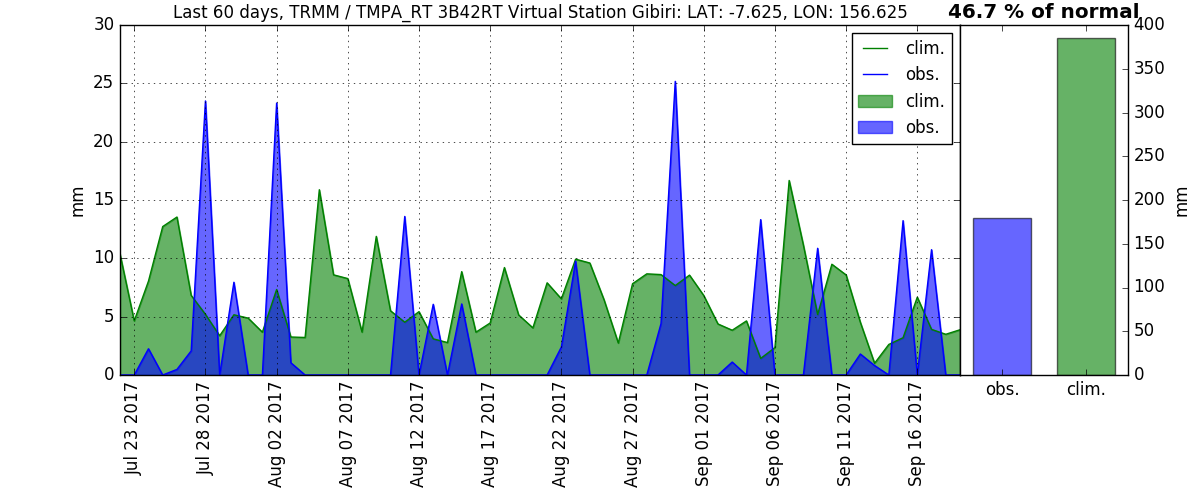 Last 60 days, TRMM / TMPA_RT 3B42RT Virtual Station Gibiri: LAT: -7.625, LON: 156.625
46.7 % of normal
30
25
20
15
10
5
0
mm
clim.
obs.
clim.
obs.
400
350
300
250
200
150
100
50
0
mm
obs.
clim.
Jul 23 2017
Jul 28 2017
Aug 02 2017
Aug 07 2017
Aug 12 2017
Aug 17 2017
Aug 22 2017
Aug 27 2017
Sep 01 2017
Sep 06 2017
Sep 11 2017
Sep 16 2017